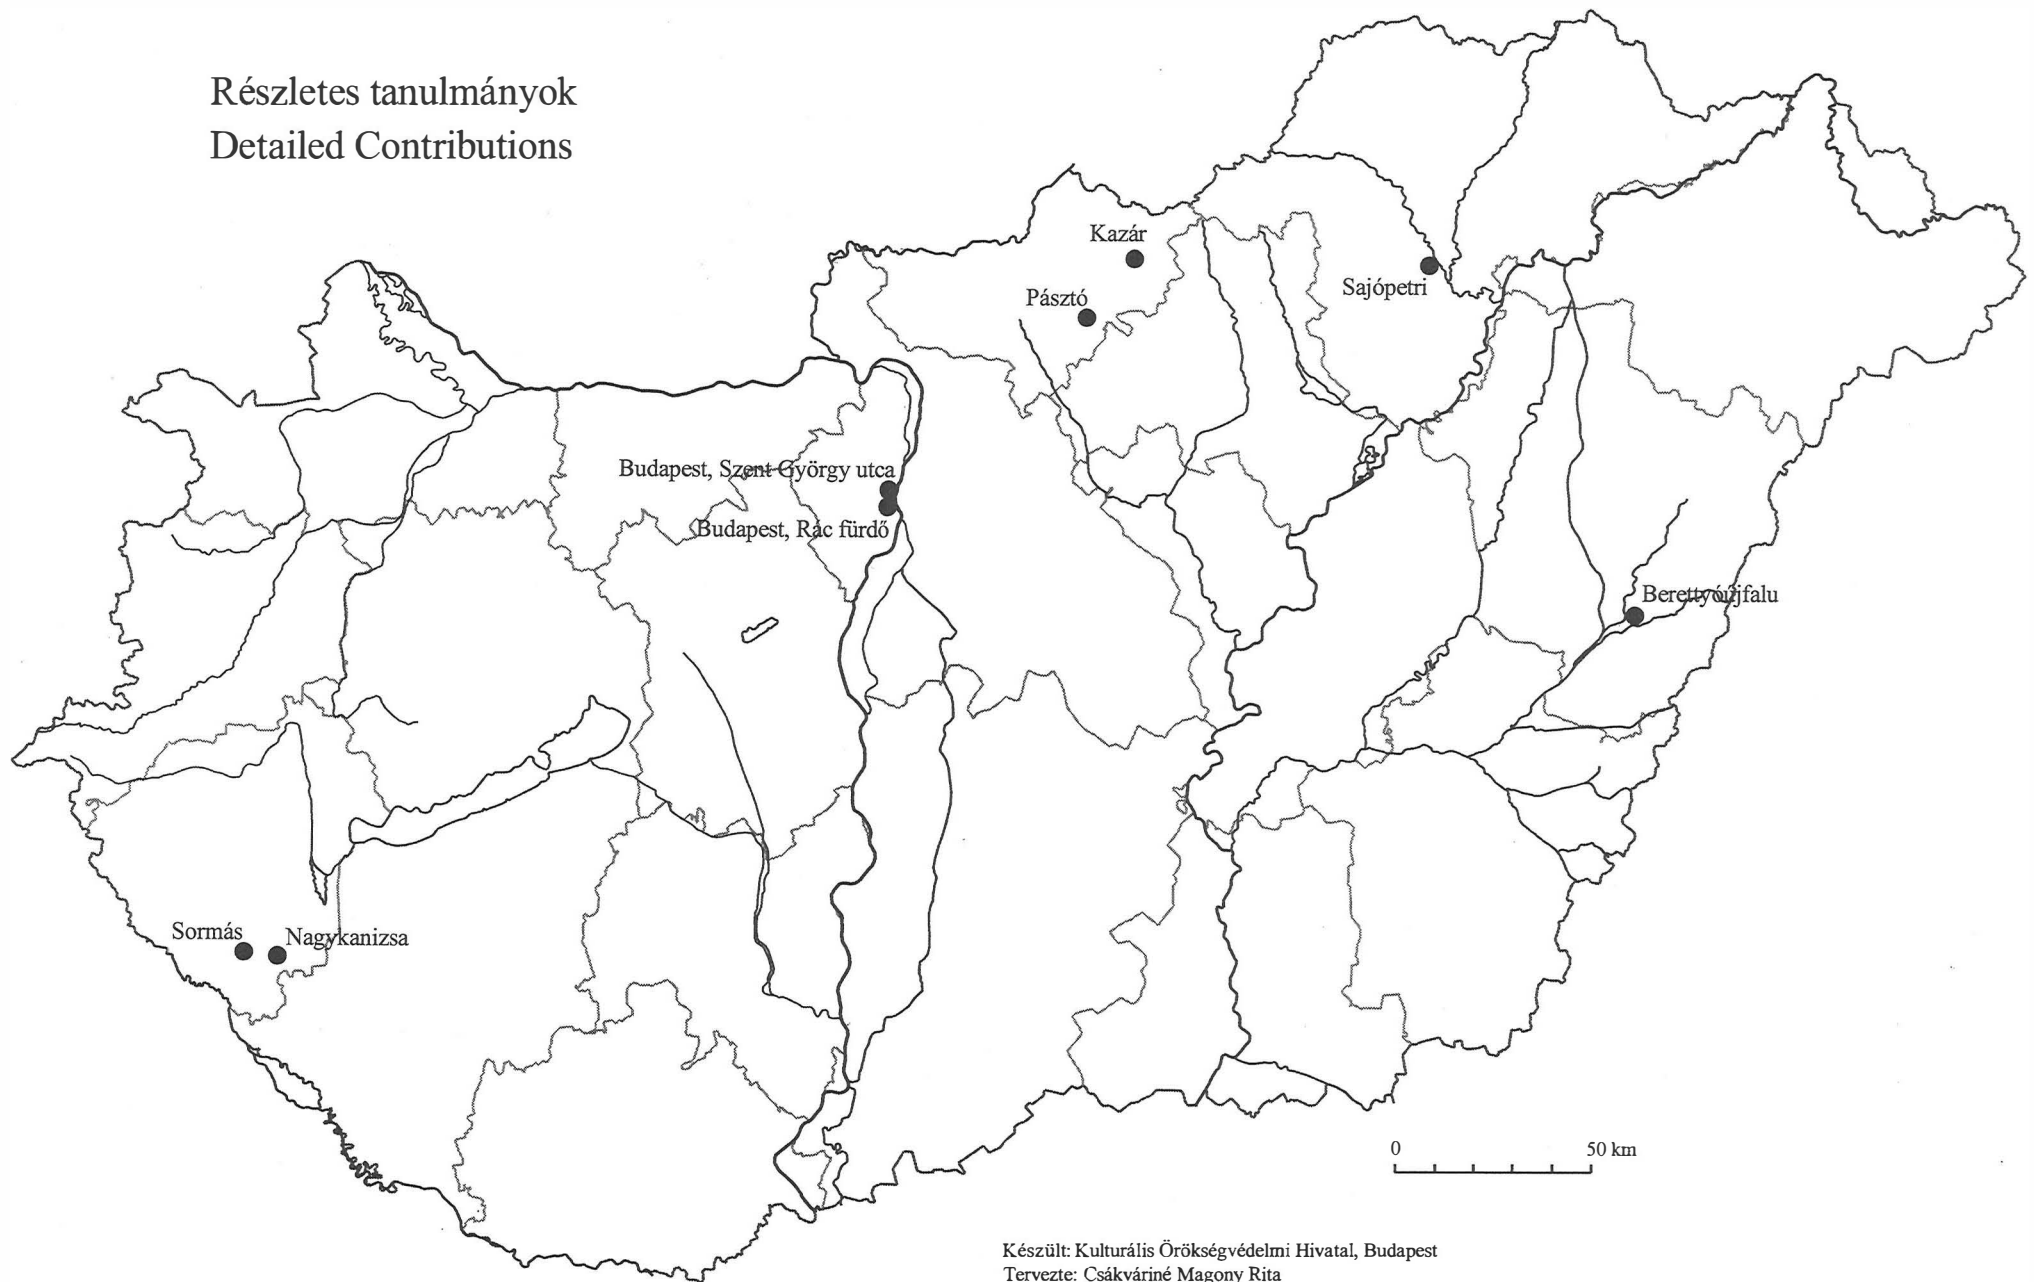 Részletes tanulmányok
Detailed Contributions
Kazár
Sajópetri
Pásztó
Budapest, Szent György utca
Budapest, Rác fürdő
Berettyóújfalu
Sormás
Nagykanizsa
0 50 km
Készült: Kulturális Örökségvédelmi Hivatal, Budapest
Tervezte: Csákváriné Magony Rita